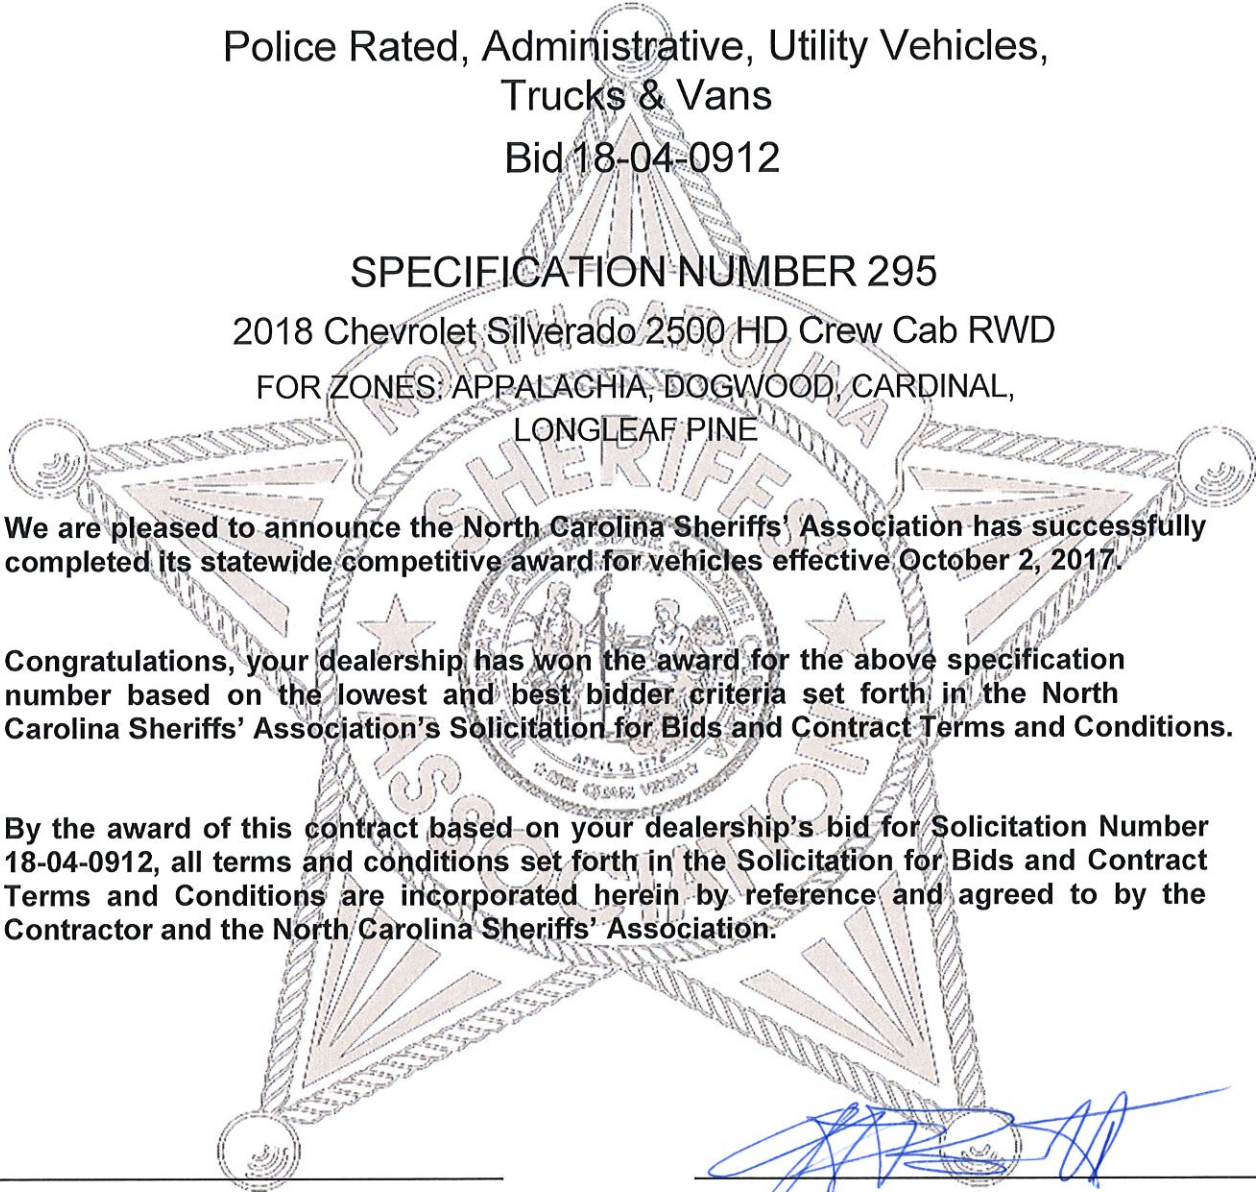 Police Rated, Administrative, Utility Vehicles,
Trucks & Vans
Bid 18-04-0912
SPECIFICATION NUMBER 295
2018 Chevrolet Silverado 2500 HD Crew Cab RWD
FOR ZONES: APPALACHIA, DOGWOOD, CARDINAL,
LONGLEAF PINE
NORTH CAROLINA
SHERIFFS'
ASSOCIATION
We are pleased to announce the North Carolina Sheriffs' Association has successfully
completed its statewide competitive award for vehicles effective October 2, 2017.
Congratulations, your dealership has won the award for the above specification
number based on the lowest and best bidder criteria set forth in the North
Carolina Sheriffs' Association's Solicitation for Bids and Contract Terms and Conditions.
APRIL 12, 1776
By the award of this contract based on your dealership's bid for Solicitation Number
18-04-0912, all terms and conditions set forth in the Solicitation for Bids and Contract
Terms and Conditions are incorporated herein by reference and agreed to by the
Contractor and the North Carolina Sheriffs' Association.